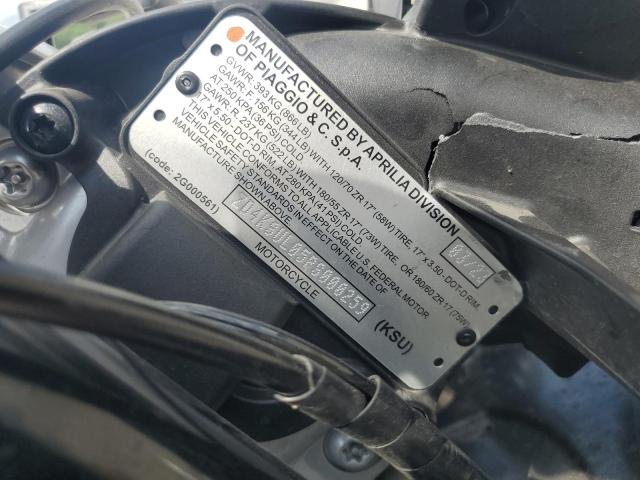 MANUFACTURED BY APRILIA DIVISION
OF PIAGGIO & C. S.p.A.
GVWR: 393 KG (866 LB)
GAWR: F. 156 KG (344 LB) WITH 120/70 ZR 17" (58W) TIRE, 17" x 3.50 - DOT-D RIM,
AT 250 KPA (36 PSI) COLD.
GAWR: R. 237 KG (522 LB) WITH 180/55 ZR 17" (73W) TIRE, OR 180/60 ZR 17 (75W)
17" x 5.50, DOT-D RIM, AT 280 KPA (41 PSI) COLD.
THIS VEHICLE CONFORMS TO ALL APPLICABLE U.S. FEDERAL MOTOR
VEHICLE SAFETY STANDARDS IN EFFECT ON THE DATE OF
MANUFACTURE SHOWN ABOVE.
(code: 2G000561)
MOTORCYCLE
(KSU)